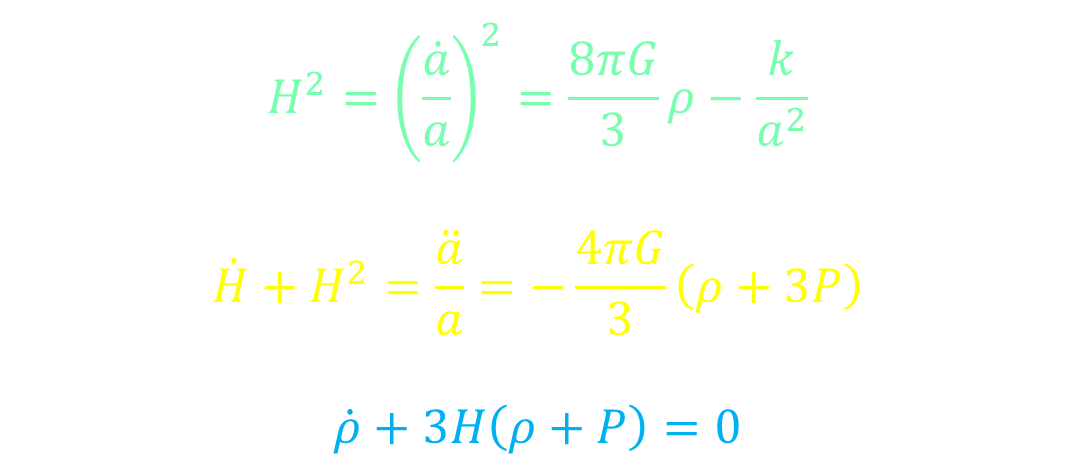 H² = (ȧ/a)² = 8πG/3 ρ − k/a²
Ḣ + H² = ä/a = − 4πG/3 (ρ + 3P)
ρ̇ + 3H(ρ + P) = 0